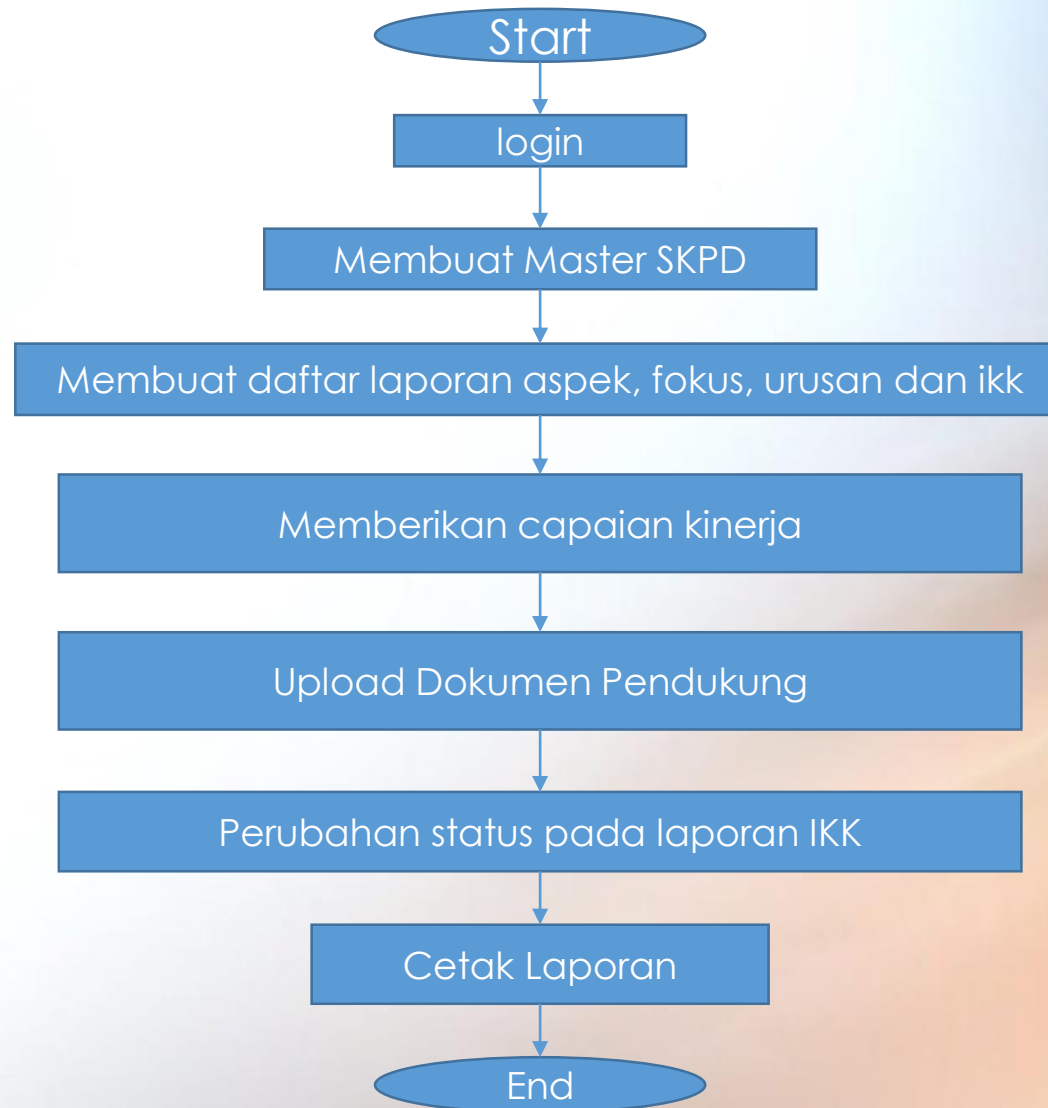 Start
login
Membuat Master SKPD
Membuat daftar laporan aspek, fokus, urusan dan ikk
Memberikan capaian kinerja
Upload Dokumen Pendukung
Perubahan status pada laporan IKK
Cetak Laporan
End